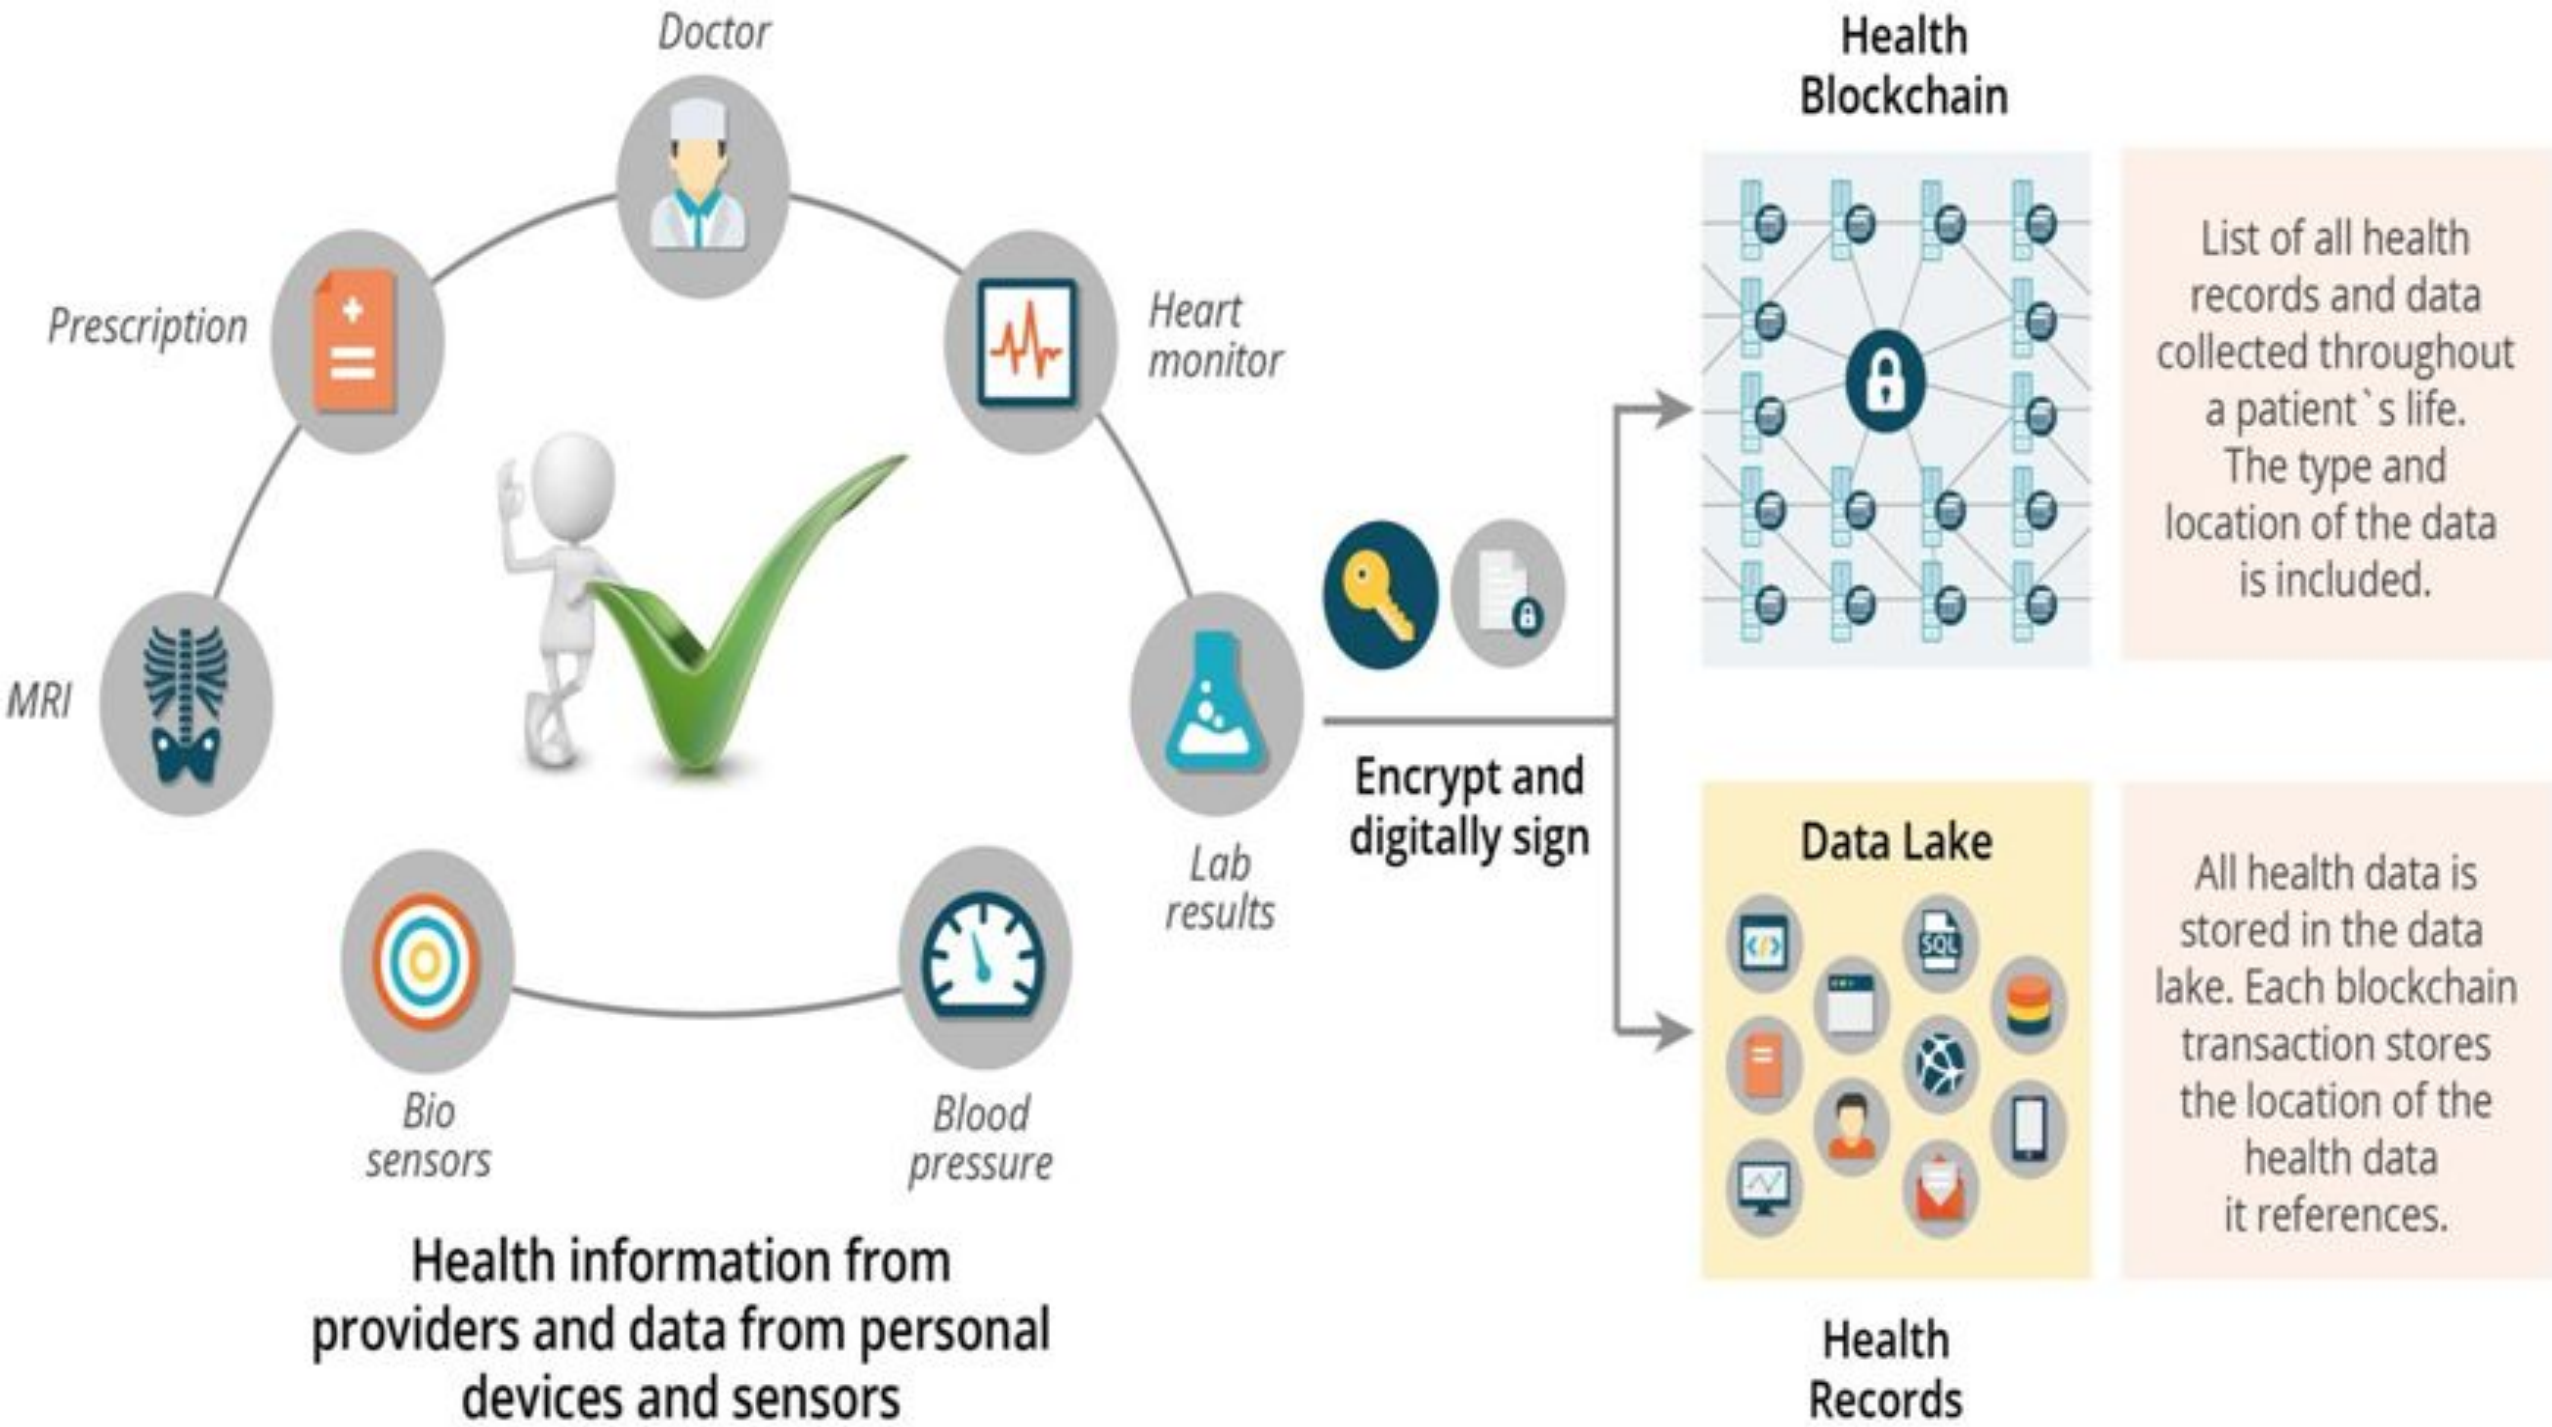 Doctor
Prescription
Heart
monitor
MRI
Lab
results
Bio
sensors
Blood
pressure
Health information from
providers and data from personal
devices and sensors
Encrypt and
digitally sign
Health
Blockchain
List of all health
records and data
collected throughout
a patient`s life.
The type and
location of the data
is included.
Data Lake
SQL
All health data is
stored in the data
lake. Each blockchain
transaction stores
the location of the
health data
it references.
Health
Records